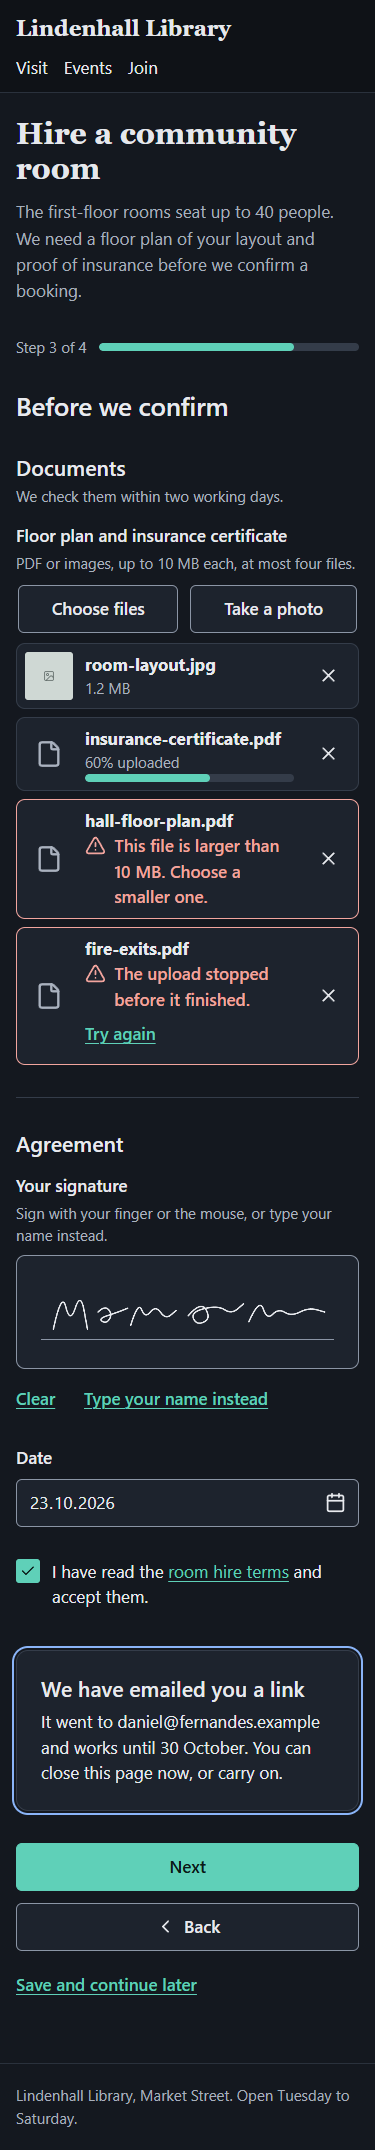 Lindenhall Library
Visit Events Join
Hire a community
room
The first-floor rooms seat up to 40 people.
We need a floor plan of your layout and
proof of insurance before we confirm a
booking.
Step 3 of 4
Before we confirm
Documents
We check them within two working days.
Floor plan and insurance certificate
PDF or images, up to 10 MB each, at most four files.
Choose files Take a photo
room-layout.jpg
1.2 MB
insurance-certificate.pdf
60% uploaded
hall-floor-plan.pdf
This file is larger than
10 MB. Choose a
smaller one.
fire-exits.pdf
The upload stopped
before it finished.
Try again
Agreement
Your signature
Sign with your finger or the mouse, or type your
name instead.
Clear Type your name instead
Date
23.10.2026
I have read the room hire terms and
accept them.
We have emailed you a link
It went to daniel@fernandes.example
and works until 30 October. You can
close this page now, or carry on.
Next
Back
Save and continue later
Lindenhall Library, Market Street. Open Tuesday to
Saturday.